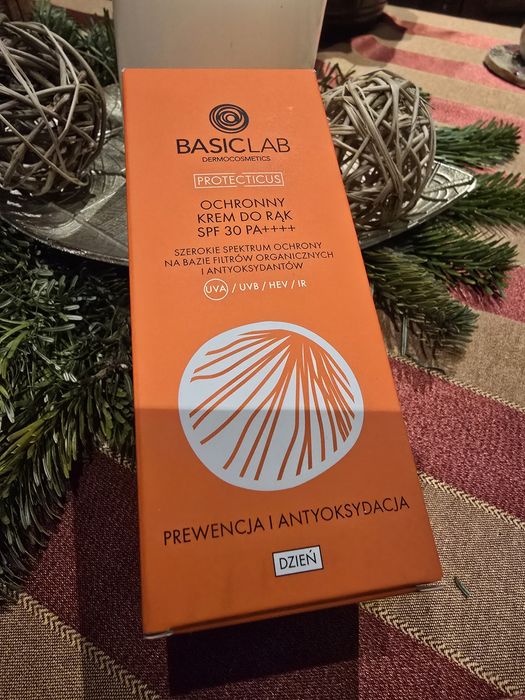 BASICLAB
DERMOCOSMETICS
PROTECTICUS
OCHRONNY
KREM DO RĄK
SPF 30 PA++++
SZEROKIE SPEKTRUM OCHRONY
NA BAZIE FILTRÓW ORGANICZNYCH
I ANTYOKSYDANTÓW
UVA / UVB / HEV / IR
PREWENCJA I ANTYOKSYDACJA
DZIEŃ